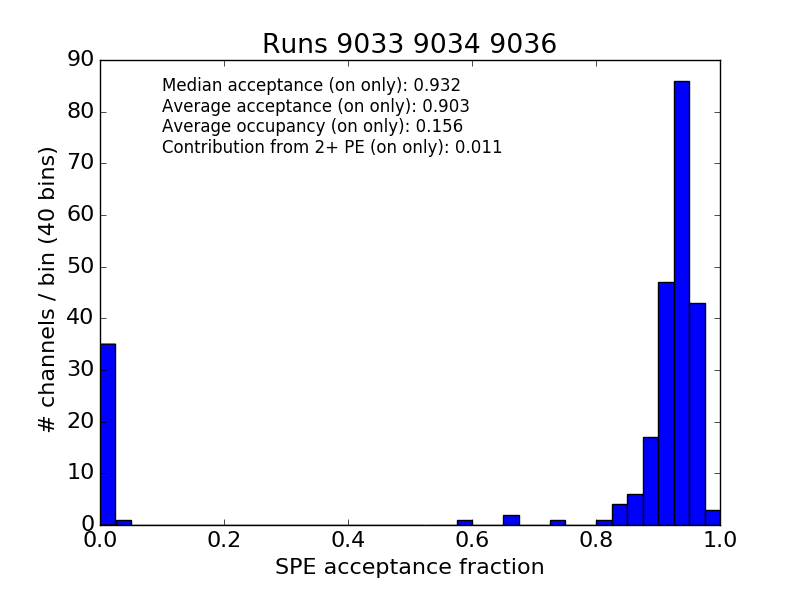 Runs 9033 9034 9036
Median acceptance (on only): 0.932
Average acceptance (on only): 0.903
Average occupancy (on only): 0.156
Contribution from 2+ PE (on only): 0.011
# channels / bin (40 bins)
90
80
70
60
50
40
30
20
10
0
0.0 0.2 0.4 0.6 0.8 1.0
SPE acceptance fraction